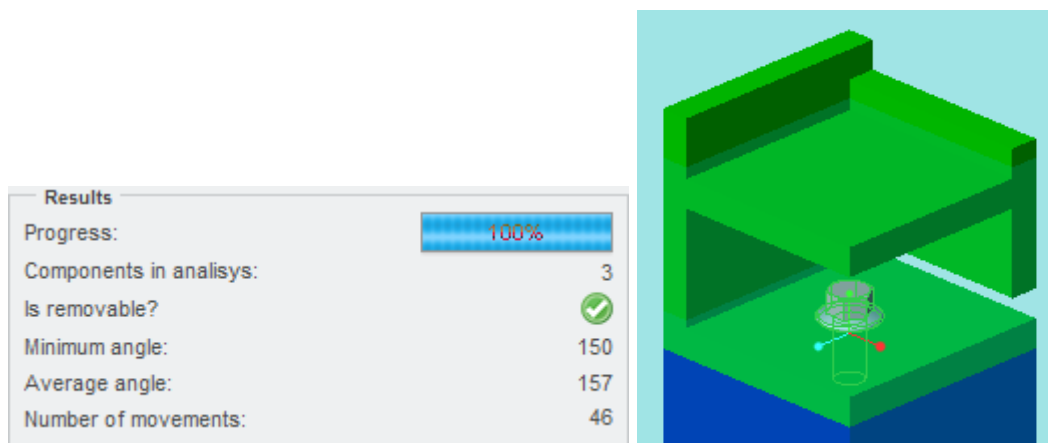 Results
Progress: 100%
Components in analisys: 3
Is removable?
Minimum angle: 150
Average angle: 157
Number of movements: 46